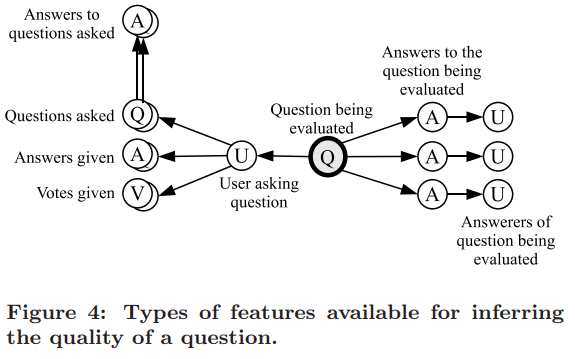 Answers to
questions asked
A
Questions asked
Q
Answers given
A
Votes given
V
U
User asking
question
Question being
evaluated
Q
Answers to the
question being
evaluated
A
U
A
U
A
U
Answerers of
question being
evaluated
Figure 4: Types of features available for inferring
the quality of a question.